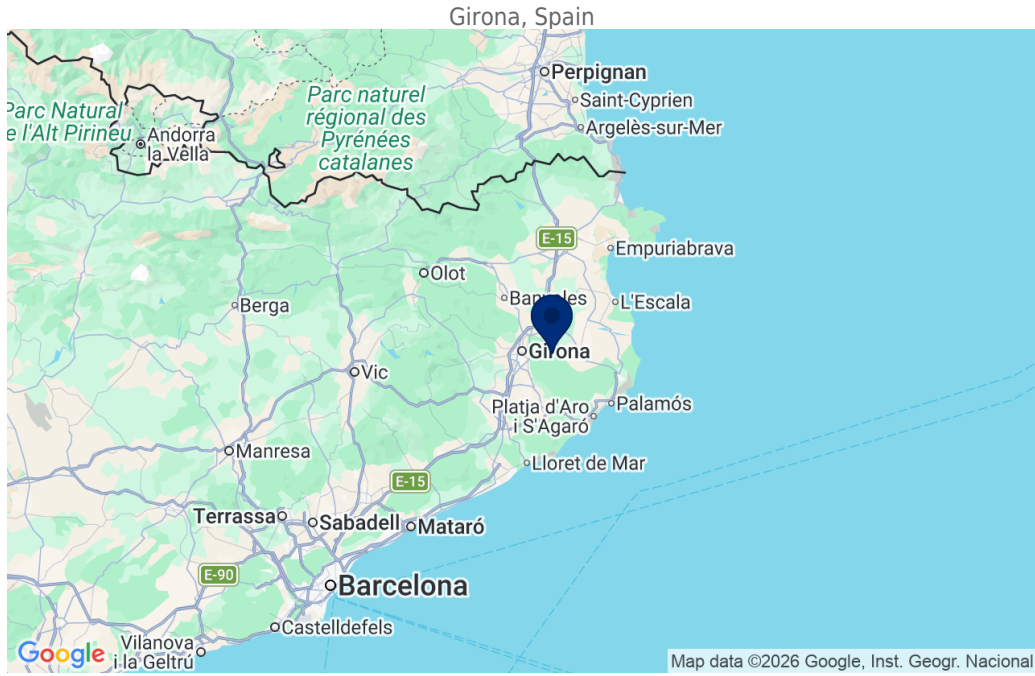 Girona, Spain
Perpignan
Saint-Cyprien
Argelès-sur-Mer
Parc Natural
de l'Alt Pirineu
Andorra
la Vella
Parc naturel
régional des
Pyrénées
catalanes
E-15
Empuriabrava
Olot
Banyoles
L'Escala
Berga
Girona
Vic
Platja d'Aro
i S'Agaró
Palamós
Manresa
Lloret de Mar
E-15
Terrassa
Sabadell
Mataró
E-90
Barcelona
Castelldefels
Vilanova
i la Geltrú
Google
Map data ©2026 Google, Inst. Geogr. Nacional